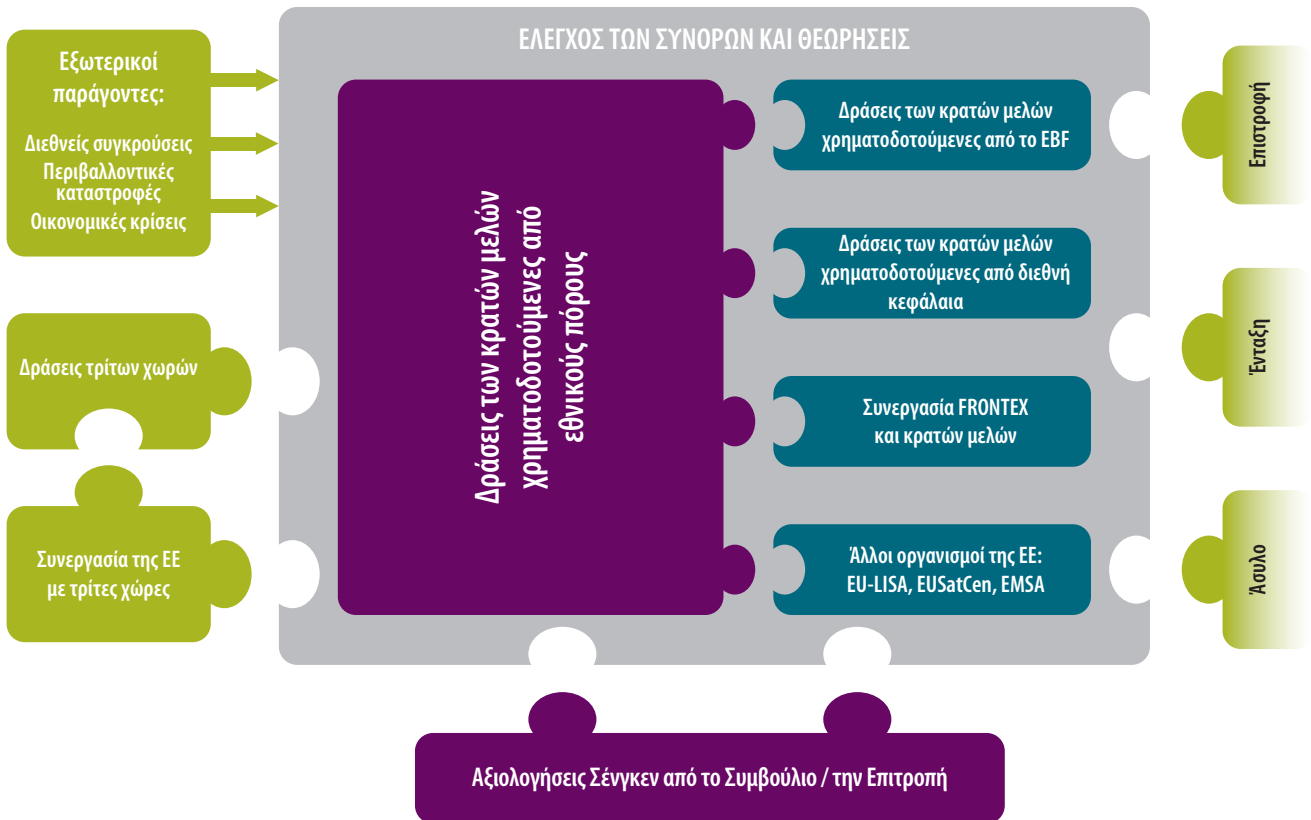 ΕΛΕΓΧΟΣ ΤΩΝ ΣΥΝΟΡΩΝ ΚΑΙ ΘΕΩΡΗΣΕΙΣ
Εξωτερικοί
παράγοντες:
Διεθνείς συγκρούσεις
Περιβαλλοντικές
καταστροφές
Οικονομικές κρίσεις
Δράσεις τρίτων χωρών
Συνεργασία της ΕΕ
με τρίτες χώρες
Δράσεις των κρατών μελών
χρηματοδοτούμενες από
εθνικούς πόρους
Δράσεις των κρατών μελών
χρηματοδοτούμενες από το EBF
Δράσεις των κρατών μελών
χρηματοδοτούμενες από διεθνή
κεφάλαια
Συνεργασία FRONTEX
και κρατών μελών
Άλλοι οργανισμοί της ΕΕ:
EU-LISA, EUSatCen, EMSA
Επιστροφή
Ένταξη
Άσυλο
Αξιολογήσεις Σένγκεν από το Συμβούλιο / την Επιτροπή